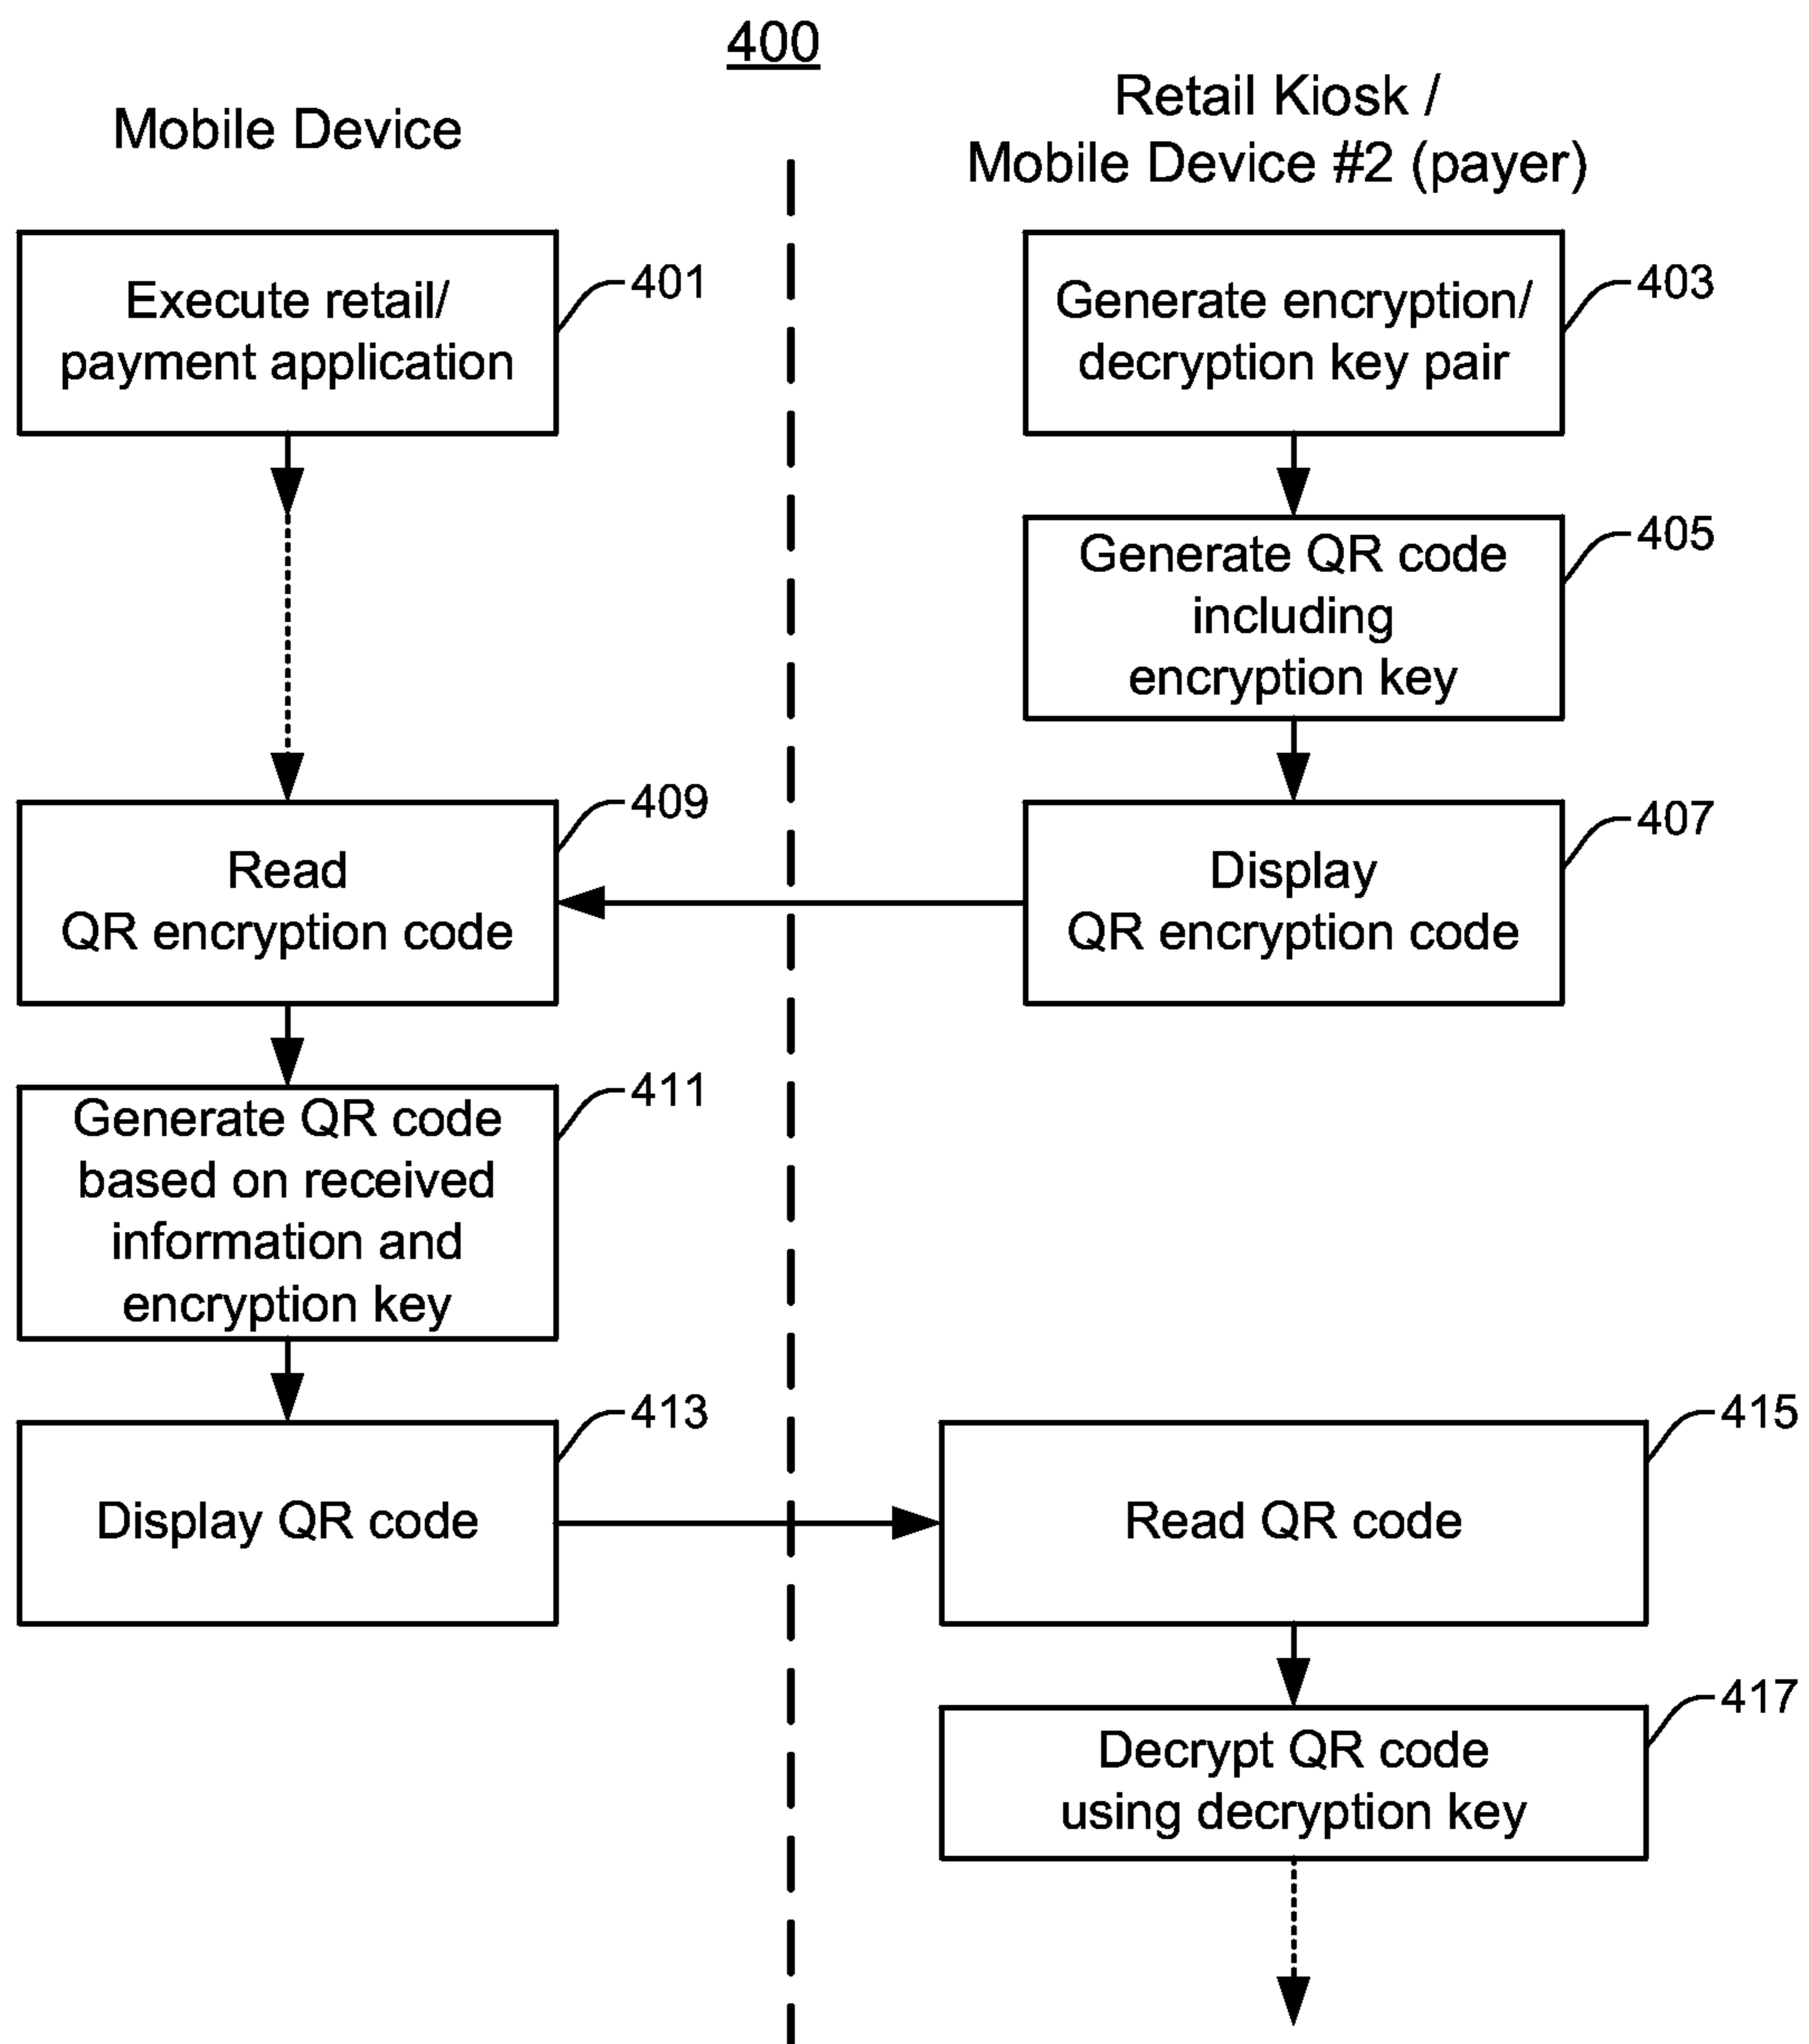 400
Mobile Device
Retail Kiosk /
Mobile Device #2 (payer)
Execute retail/
payment application
401
Generate encryption/
decryption key pair
403
Generate QR code
including
encryption key
405
Read
QR encryption code
409
Display
QR encryption code
407
Generate QR code
based on received
information and
encryption key
411
Display QR code
413
Read QR code
415
Decrypt QR code
using decryption key
417